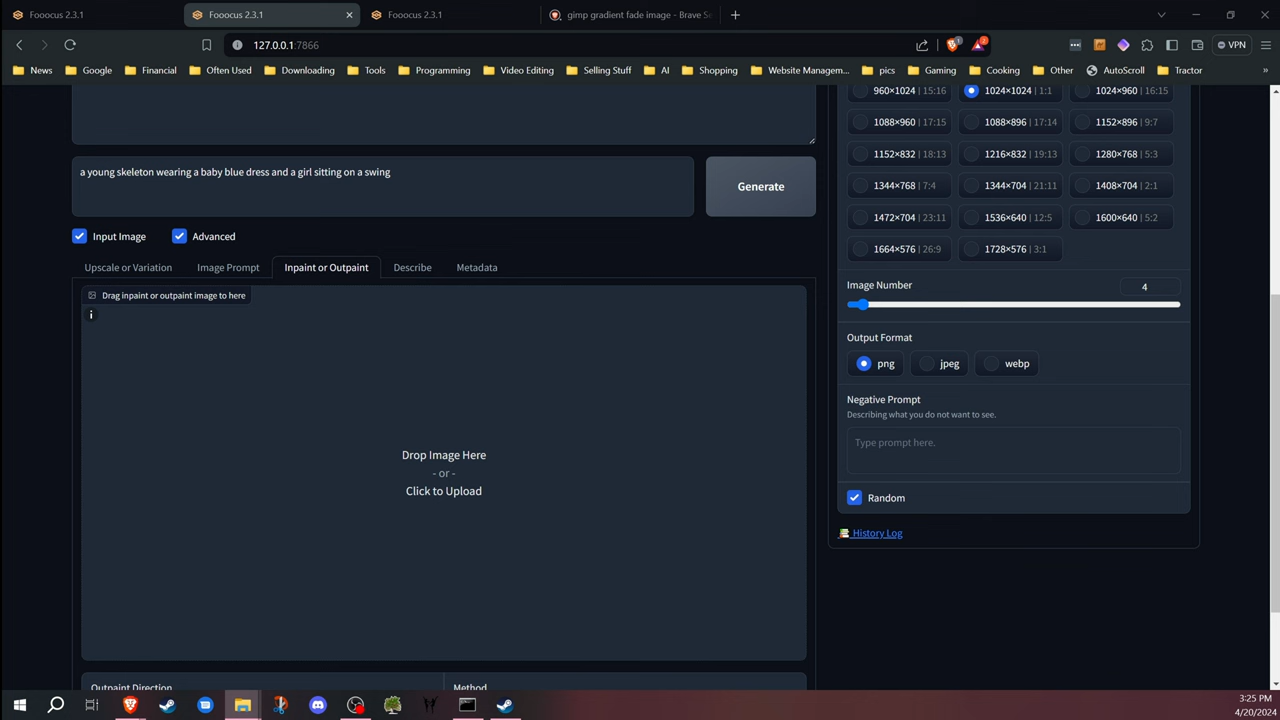 Fooocus 2.3.1
Fooocus 2.3.1
Fooocus 2.3.1
gimp gradient fade image - Brave Se
127.0.0.1:7866
1
2
VPN
News
Google
Financial
Often Used
Downloading
Tools
Programming
Video Editing
Selling Stuff
AI
Shopping
Website Managem...
pics
Gaming
Cooking
Other
AutoScroll
Tractor
»
960×1024 | 15:16
1024×1024 | 1:1
1024×960 | 16:15
1088×960 | 17:15
1088×896 | 17:14
1152×896 | 9:7
1152×832 | 18:13
1216×832 | 19:13
1280×768 | 5:3
1344×768 | 7:4
1344×704 | 21:11
1408×704 | 2:1
1472×704 | 23:11
1536×640 | 12:5
1600×640 | 5:2
1664×576 | 26:9
1728×576 | 3:1
a young skeleton wearing a baby blue dress and a girl sitting on a swing
Generate
Input Image
Advanced
Upscale or Variation
Image Prompt
Inpaint or Outpaint
Describe
Metadata
Drag inpaint or outpaint image to here
i
Drop Image Here
- or -
Click to Upload
Outpaint Direction
Method
Image Number
4
Output Format
png
jpeg
webp
Negative Prompt
Describing what you do not want to see.
Type prompt here.
Random
History Log
3:25 PM
4/20/2024